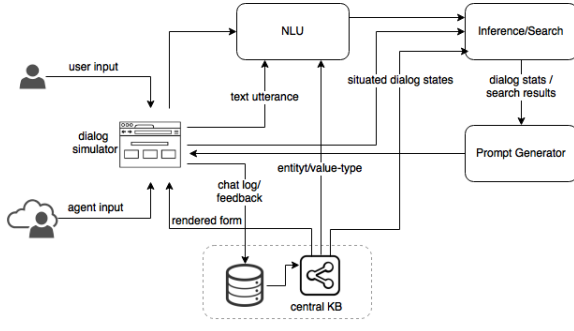 NLU
Inference/Search
user input
situated dialog states
dialog stats /
search results
text utterance
dialog
simulator
Prompt Generator
entityt/value-type
chat log/
feedback
agent input
rendered form
central KB